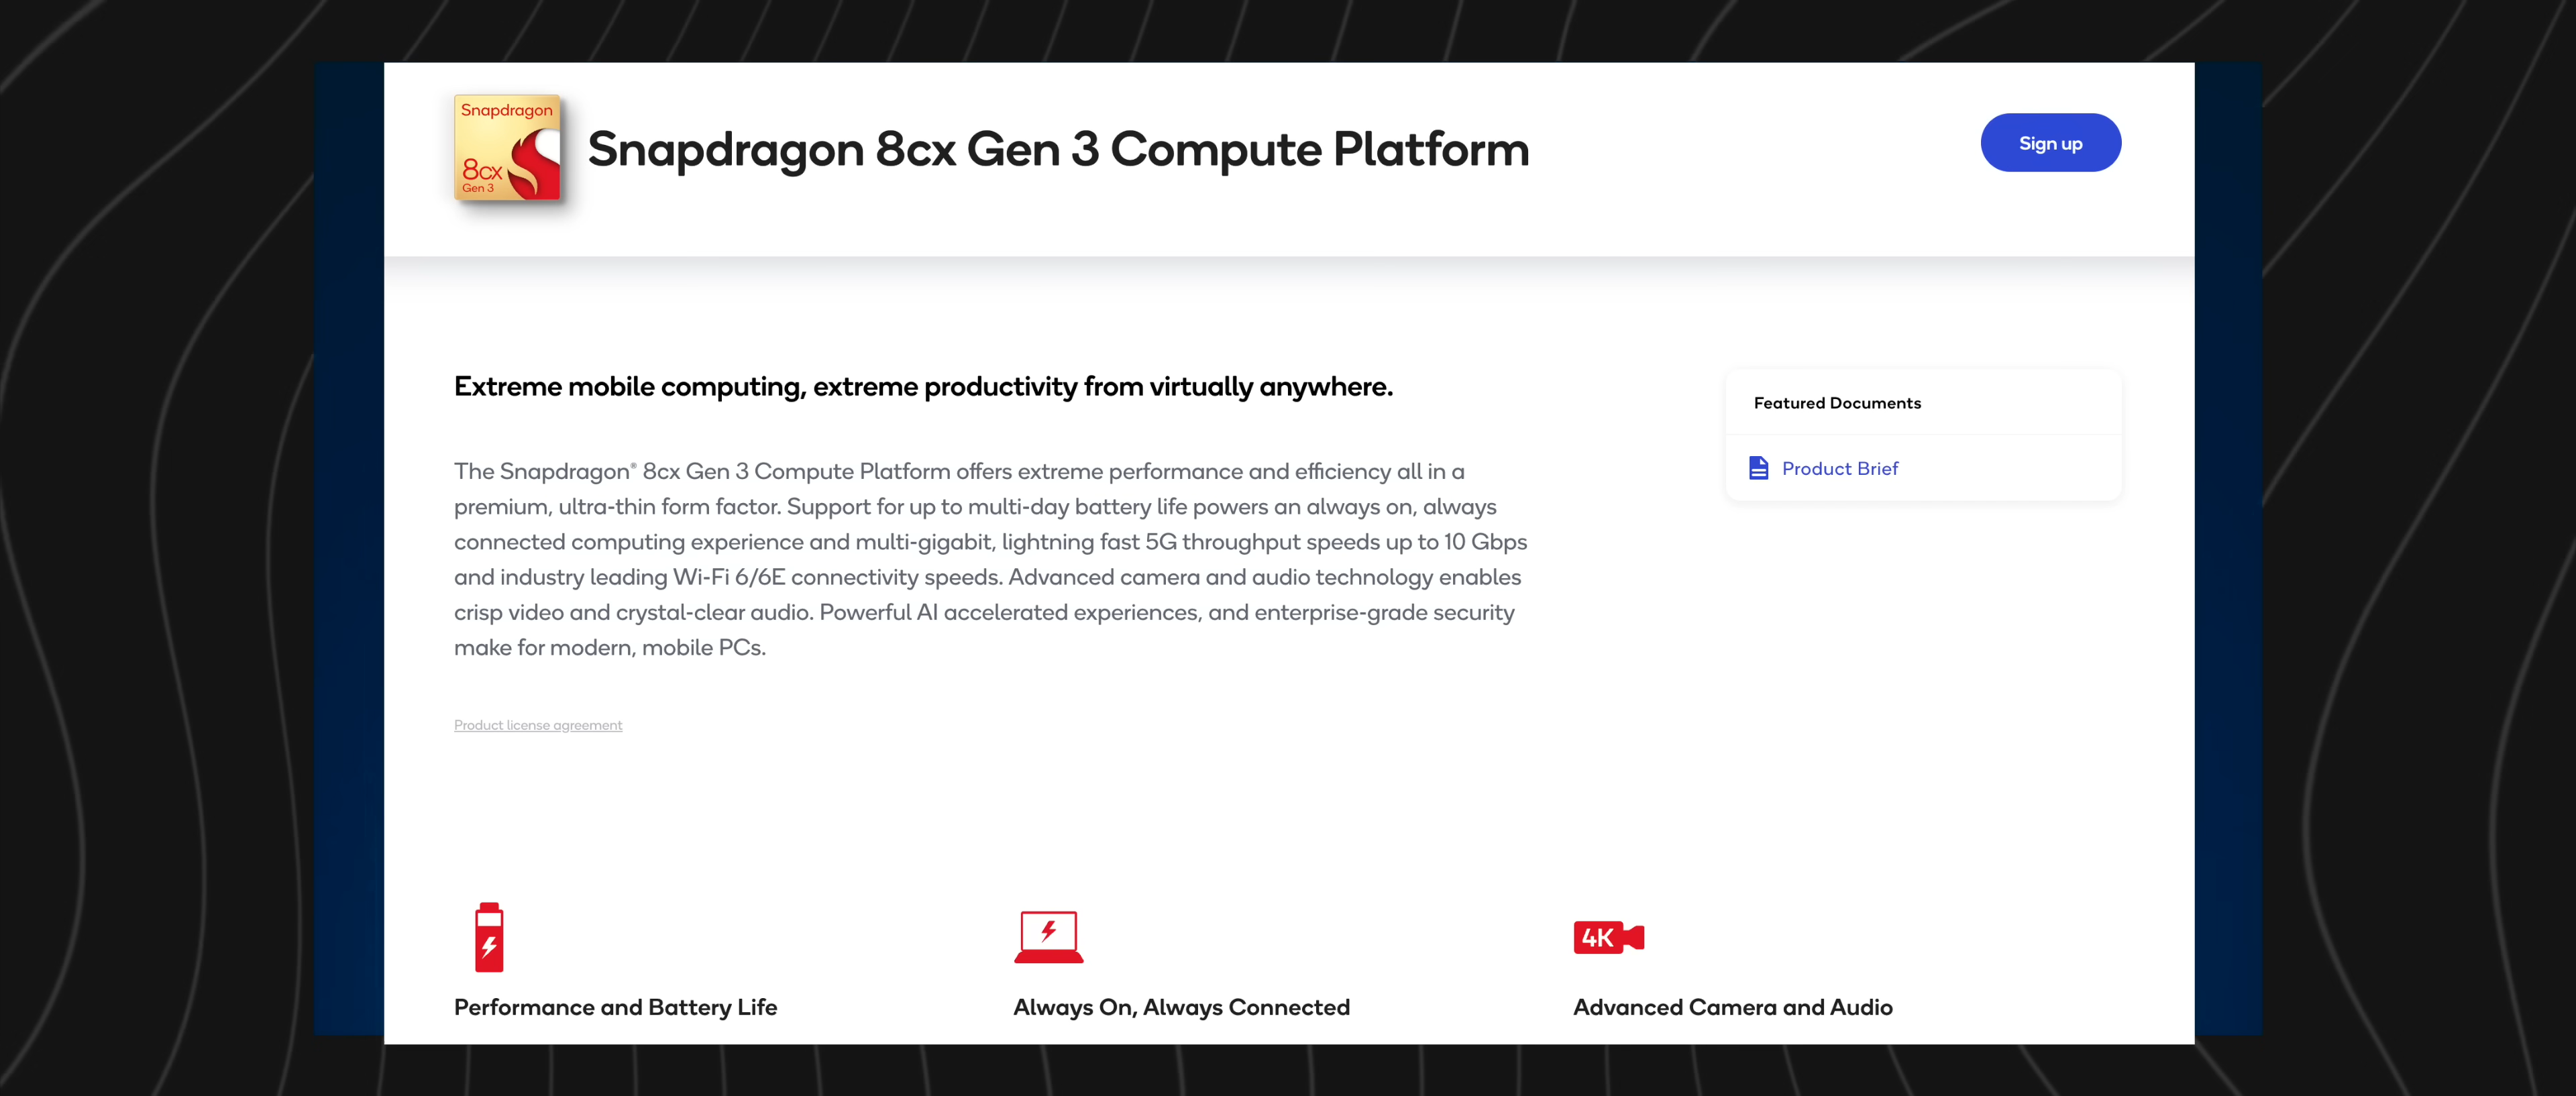 Snapdragon
8cx
Gen 3
Snapdragon 8cx Gen 3 Compute Platform
Sign up
Extreme mobile computing, extreme productivity from virtually anywhere.
The Snapdragon® 8cx Gen 3 Compute Platform offers extreme performance and efficiency all in a
premium, ultra-thin form factor. Support for up to multi-day battery life powers an always on, always
connected computing experience and multi-gigabit, lightning fast 5G throughput speeds up to 10 Gbps
and industry leading Wi-Fi 6/6E connectivity speeds. Advanced camera and audio technology enables
crisp video and crystal-clear audio. Powerful AI accelerated experiences, and enterprise-grade security
make for modern, mobile PCs.
Product license agreement
Featured Documents
Product Brief
4K
Performance and Battery Life
Always On, Always Connected
Advanced Camera and Audio